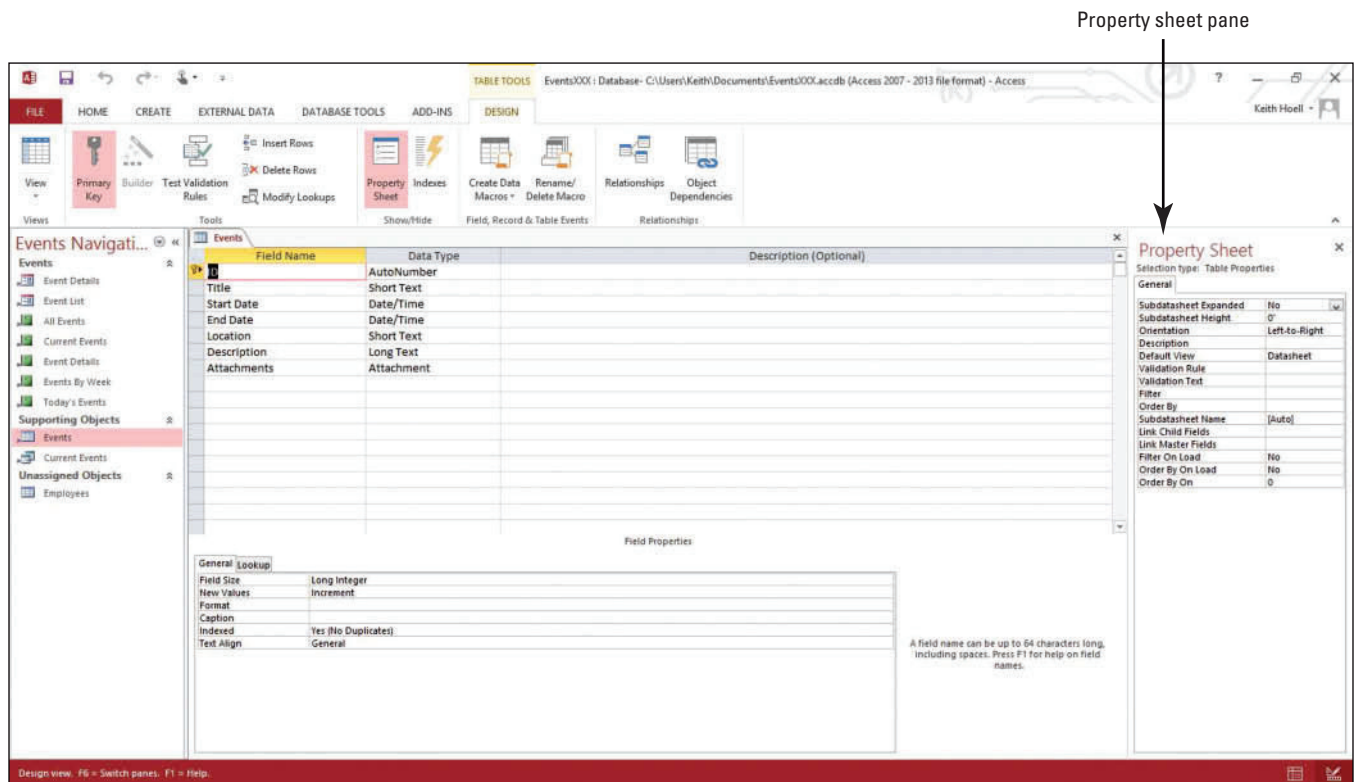 Property sheet pane
TABLE TOOLS EventsXXX : Database- C:\Users\Keith\Documents\EventsXXX.accdb (Access 2007 - 2013 file format) - Access
FILE HOME CREATE EXTERNAL DATA DATABASE TOOLS ADD-INS DESIGN Keith Hoell
View Primary Key Builder Test Validation Rules
Insert Rows
Delete Rows
Modify Lookups
Property Sheet Indexes Create Data Macros Rename/ Delete Macro Relationships Object Dependencies
Views Tools Show/Hide Field, Record & Table Events Relationships
Events Navigati...
Events
Event Details
Event List
All Events
Current Events
Event Details
Events By Week
Today's Events
Supporting Objects
Events
Current Events
Unassigned Objects
Employees
Events
Field Name Data Type Description (Optional)
ID AutoNumber
Title Short Text
Start Date Date/Time
End Date Date/Time
Location Short Text
Description Long Text
Attachments Attachment
Field Properties
General Lookup
Field Size Long Integer
New Values Increment
Format
Caption
Indexed Yes (No Duplicates)
Text Align General
A field name can be up to 64 characters long,
including spaces. Press F1 for help on field
names.
Property Sheet
Selection type: Table Properties
General
Subdatasheet Expanded No
Subdatasheet Height 0"
Orientation Left-to-Right
Description
Default View Datasheet
Validation Rule
Validation Text
Filter
Order By
Subdatasheet Name [Auto]
Link Child Fields
Link Master Fields
Filter On Load No
Order By On Load No
Order By On 0
Design view. F6 = Switch panes. F1 = Help.